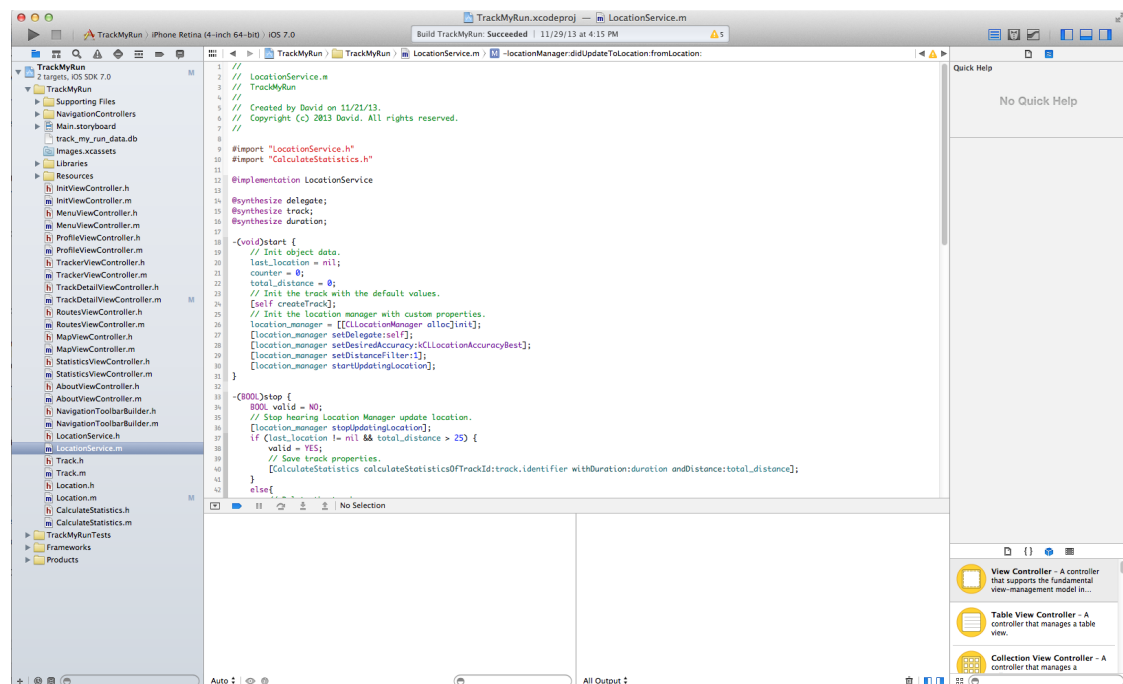 TrackMyRun.xcodeproj — LocationService.m
TrackMyRun 〉 iPhone Retina (4-inch 64-bit) 〉 iOS 7.0
Build TrackMyRun: Succeeded | 11/29/13 at 4:15 PM
5
TrackMyRun 〉 TrackMyRun 〉 LocationService.m 〉 M -locationManager:didUpdateToLocation:fromLocation:
TrackMyRun
2 targets, iOS SDK 7.0
M
TrackMyRun
Supporting Files
NavigationControllers
Main.storyboard
track_my_run_data.db
Images.xcassets
Libraries
Resources
h InitViewController.h
m InitViewController.m
h MenuViewController.h
m MenuViewController.m
h ProfileViewController.h
m ProfileViewController.m
h TrackerViewController.h
m TrackerViewController.m
h TrackDetailViewController.h
m TrackDetailViewController.m M
h RoutesViewController.h
m RoutesViewController.m
h MapViewController.h
m MapViewController.m
h StatisticsViewController.h
m StatisticsViewController.m
h AboutViewController.h
m AboutViewController.m
h NavigationToolbarBuilder.h
m NavigationToolbarBuilder.m
h LocationService.h
m LocationService.m
h Track.h
m Track.m
h Location.h
m Location.m M
h CalculateStatistics.h
m CalculateStatistics.m
TrackMyRunTests
Frameworks
Products
1 //
2 // LocationService.m
3 // TrackMyRun
4 //
5 // Created by David on 11/21/13.
6 // Copyright (c) 2013 David. All rights reserved.
7 //
8
9 #import "LocationService.h"
10 #import "CalculateStatistics.h"
11
12 @implementation LocationService
13
14 @synthesize delegate;
15 @synthesize track;
16 @synthesize duration;
17
18 -(void)start {
19 // Init object data.
20 last_location = nil;
21 counter = 0;
22 total_distance = 0;
23 // Init the track with the default values.
24 [self createTrack];
25 // Init the location manager with custom properties.
26 location_manager = [[CLLocationManager alloc]init];
27 [location_manager setDelegate:self];
28 [location_manager setDesiredAccuracy:kCLLocationAccuracyBest];
29 [location_manager setDistanceFilter:1];
30 [location_manager startUpdatingLocation];
31 }
32
33 -(BOOL)stop {
34 BOOL valid = NO;
35 // Stop hearing Location Manager update location.
36 [location_manager stopUpdatingLocation];
37 if (last_location != nil && total_distance > 25) {
38 valid = YES;
39 // Save track properties.
40 [CalculateStatistics calculateStatisticsOfTrackId:track.identifier withDuration:duration andDistance:total_distance];
41 }
42 else{
No Selection
Auto
All Output
Quick Help
No Quick Help
{}
View Controller – A controller
that supports the fundamental
view-management model in...
Table View Controller – A
controller that manages a table
view.
Collection View Controller – A
controller that manages a